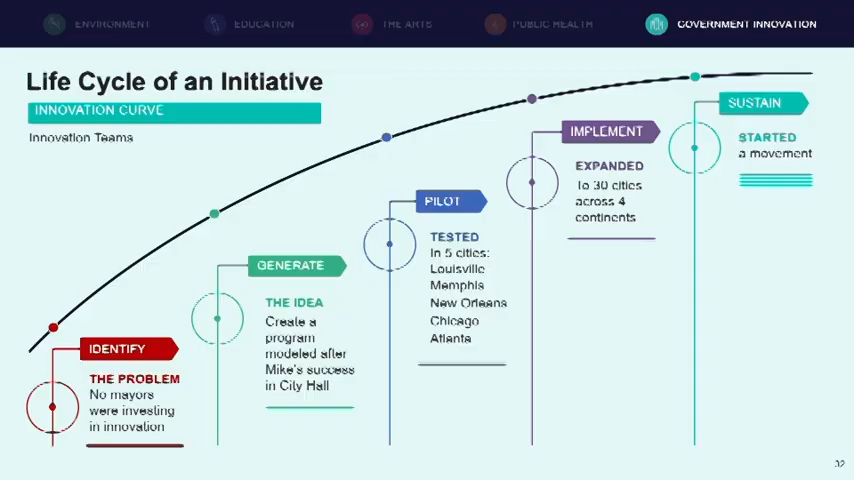 ENVIRONMENT
EDUCATION
THE ARTS
PUBLIC HEALTH
GOVERNMENT INNOVATION
Life Cycle of an Initiative
INNOVATION CURVE
Innovation Teams
IDENTIFY
THE PROBLEM
No mayors
were investing
in innovation
GENERATE
THE IDEA
Create a
program
modeled after
Mike's success
in City Hall
PILOT
TESTED
In 5 cities:
Louisville
Memphis
New Orleans
Chicago
Atlanta
IMPLEMENT
EXPANDED
To 30 cities
across 4
continents
SUSTAIN
STARTED
a movement
32